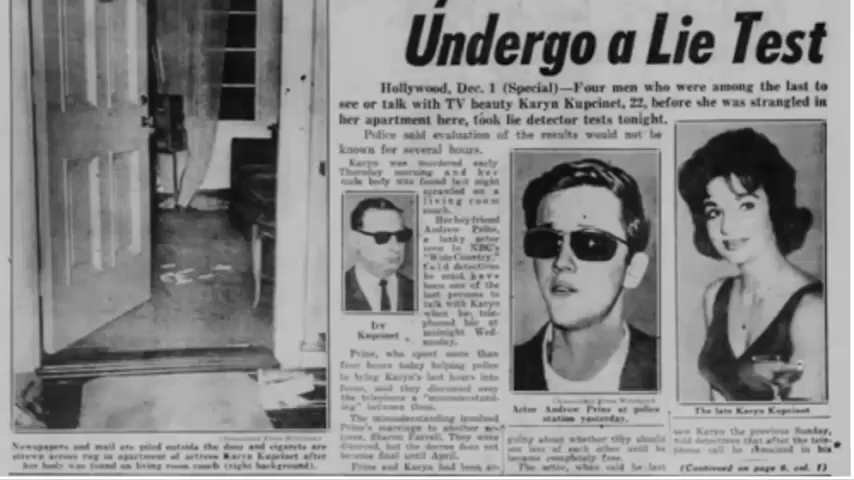 Undergo a Lie Test
Hollywood, Dec. 1 (Special)—Four men who were among the last to
see or talk with TV beauty Karyn Kupcinet, 22, before she was strangled in
her apartment here, took lie detector tests tonight.
Police said evaluation of the results would not be
known for several hours.
Karyn was murdered early
Thursday morning and her
nude body was found last night
sprawled on a
living room
couch.
Her boyfriend
Andrew Prine,
a lanky actor
seen in NBC's
"Wide Country,"
told detectives
he could have
been one of the
last persons to
talk with Karyn
when he tele-
phoned her at
midnight Wed-
nesday.
Irv
Kupcinet
Prine, who spent more than
four hours today helping police
to bring Karyn's last hours into
focus, said they discussed over
the telephone a "misunderstand-
ing" between them.
The misunderstanding involved
Prine's marriage to another
Sharon Farrell. They were
divorced, but the decree does not
become final until April.
Prine and Karyn had been
Actor Andrew Prine at police
station yesterday.
going about whether they should
see one of each other until he
became completely free.
The actor, who said he last
The late Karyn Kupcinet
saw Karyn the previous Sunday,
told detectives that after the tele-
phone call he remained in his
(Continued on page 6, col. 1)
Newspapers and mail are piled outside the door and cigarets are
strewn across rug in apartment of actress Karyn Kupcinet after
her body was found on living room couch (right background).